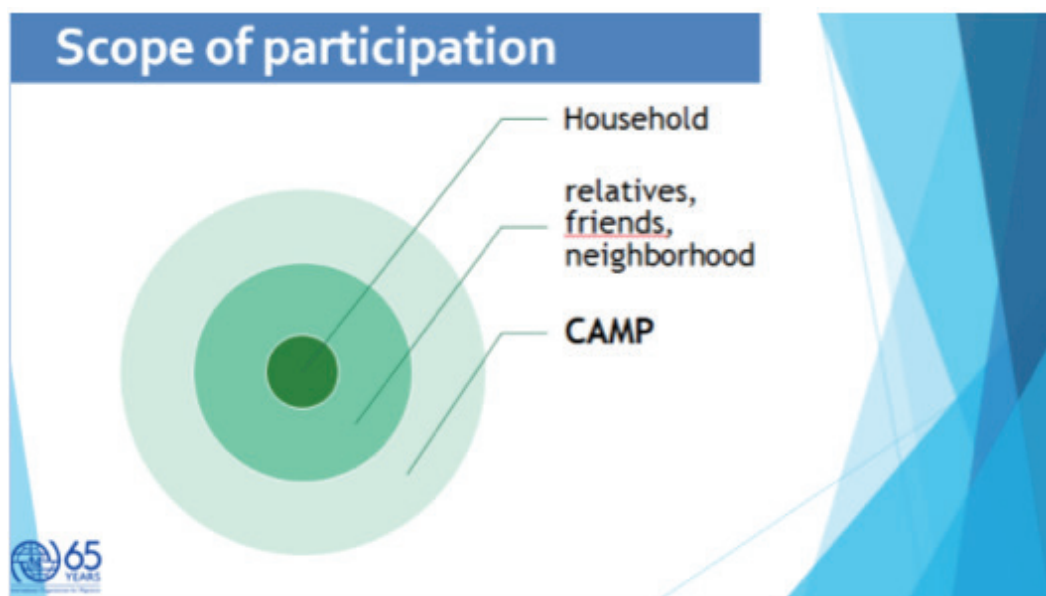 Scope of participation
Household
relatives,
friends,
neighborhood
CAMP
65
YEARS